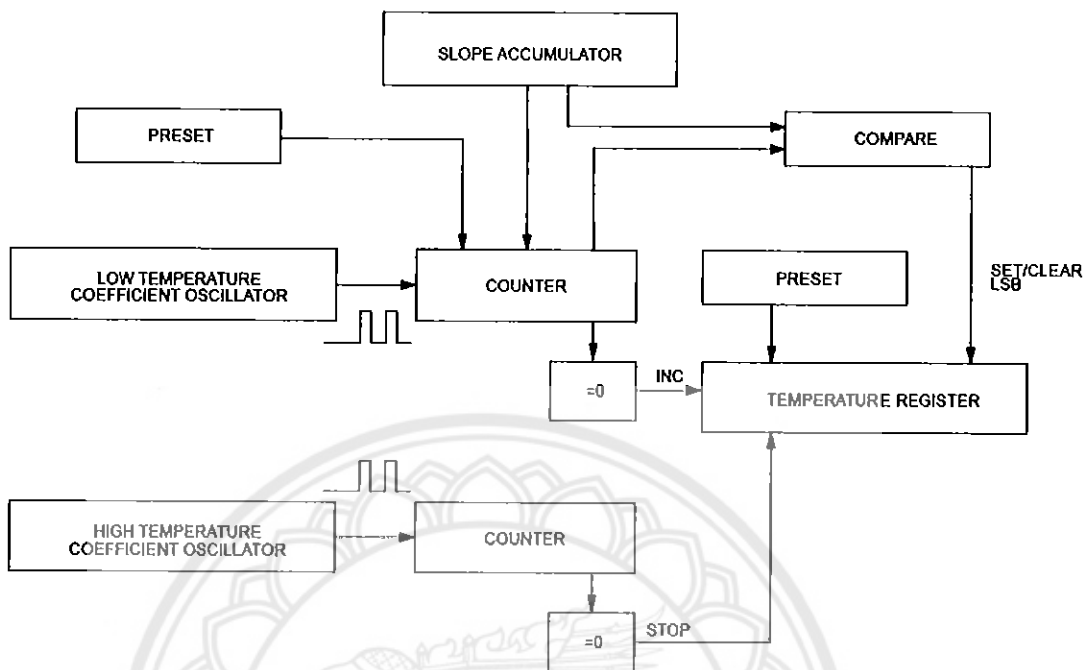 SLOPE ACCUMULATOR
PRESET
COMPARE
LOW TEMPERATURE
COEFFICIENT OSCILLATOR
COUNTER
PRESET
SET/CLEAR
LSB
=0
INC
TEMPERATURE REGISTER
HIGH TEMPERATURE
COEFFICIENT OSCILLATOR
COUNTER
=0
STOP